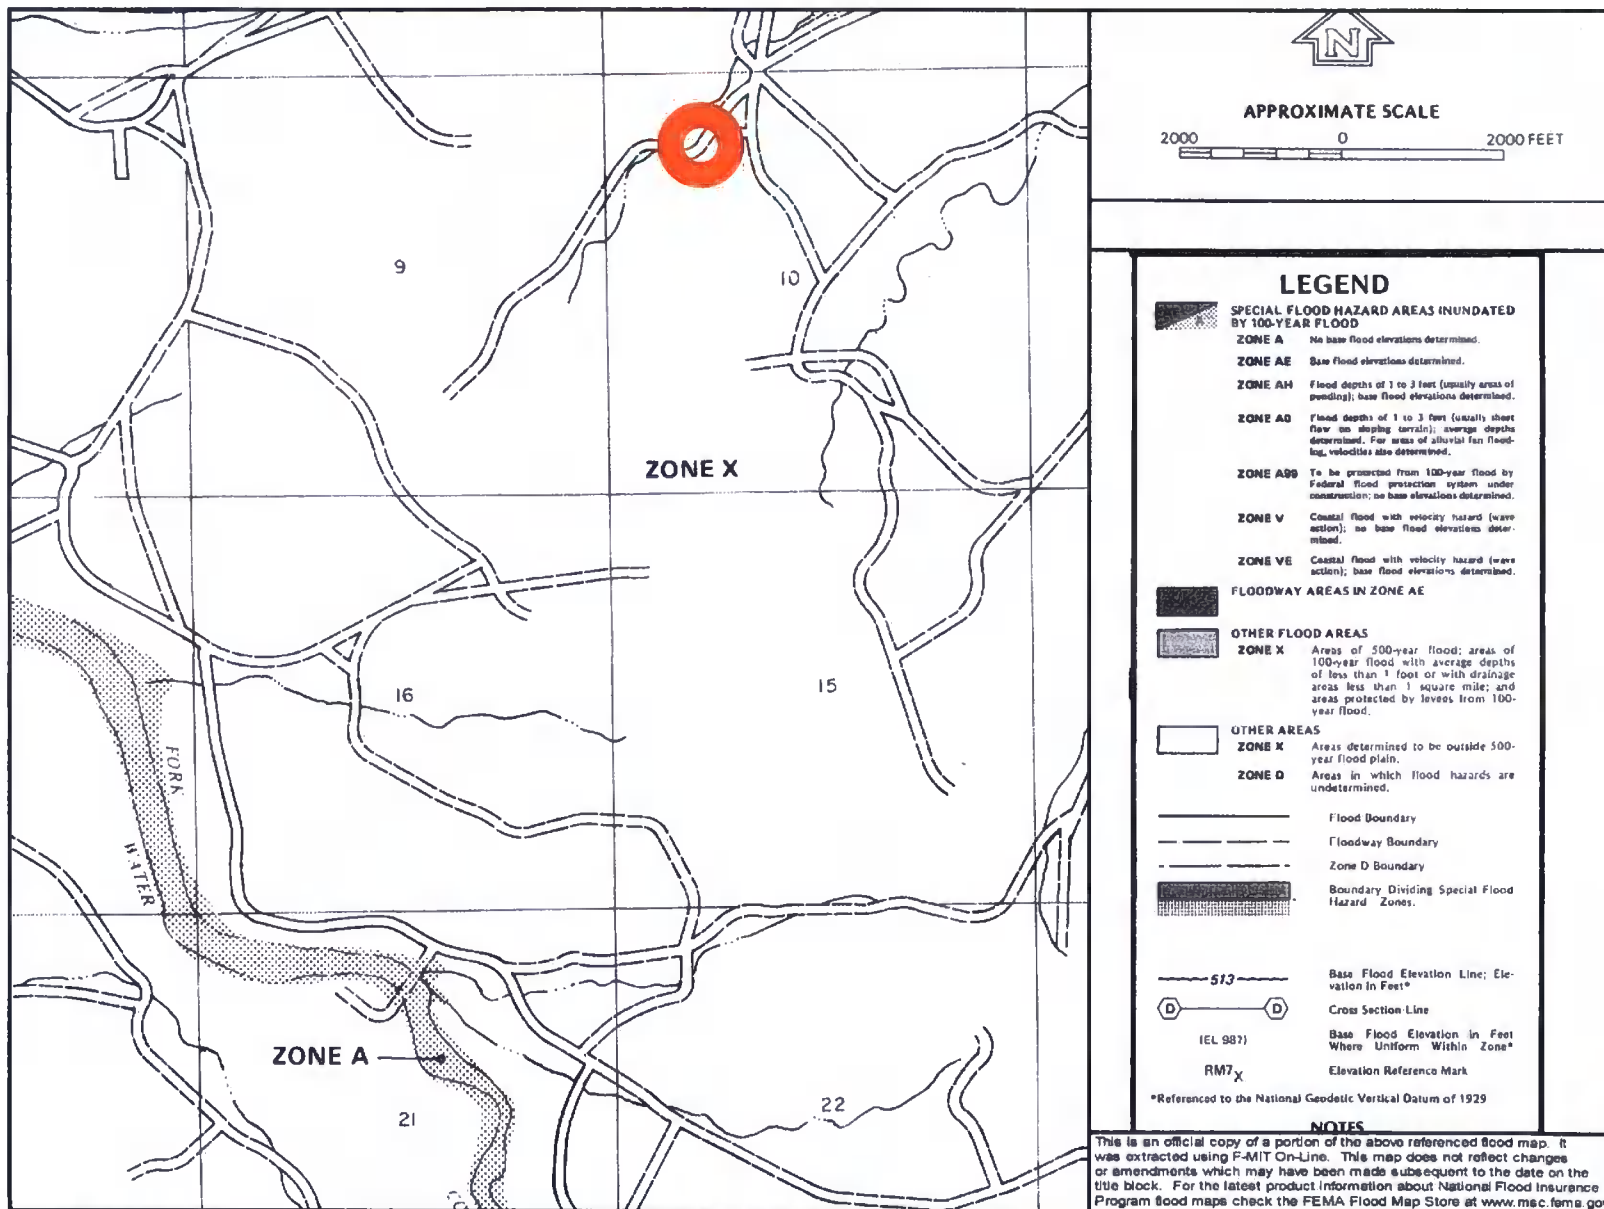 N
APPROXIMATE SCALE
2000 0 2000 FEET
9
10
ZONE X
16
15
FORK
WATER
ZONE A
21
22
LEGEND
SPECIAL FLOOD HAZARD AREAS INUNDATED
BY 100-YEAR FLOOD
ZONE A No base flood elevations determined.
ZONE AE Base flood elevations determined.
ZONE AH Flood depths of 1 to 3 feet (usually areas of
ponding); base flood elevations determined.
ZONE AO Flood depths of 1 to 3 feet (usually sheet
flow on sloping terrain); average depths
determined. For areas of alluvial fan flood-
ing, velocities also determined.
ZONE A99 To be protected from 100-year flood by
Federal flood protection system under
construction; no base elevations determined.
ZONE V Coastal flood with velocity hazard (wave
action); no base flood elevations deter-
mined.
ZONE VE Coastal flood with velocity hazard (wave
action); base flood elevations determined.
FLOODWAY AREAS IN ZONE AE
OTHER FLOOD AREAS
ZONE X Areas of 500-year flood; areas of
100-year flood with average depths
of less than 1 foot or with drainage
areas less than 1 square mile; and
areas protected by levees from 100-
year flood.
OTHER AREAS
ZONE X Areas determined to be outside 500-
year flood plain.
ZONE D Areas in which flood hazards are
undetermined.
Flood Boundary
Floodway Boundary
Zone D Boundary
Boundary Dividing Special Flood
Hazard Zones.
513 Base Flood Elevation Line; Ele-
vation in Feet*
D D Cross Section Line
(EL 987) Base Flood Elevation in Feet
Where Uniform Within Zone*
RM7X Elevation Reference Mark
*Referenced to the National Geodetic Vertical Datum of 1929
NOTES
This is an official copy of a portion of the above referenced flood map. It
was extracted using F-MIT On-Line. This map does not reflect changes
or amendments which may have been made subsequent to the date on the
title block. For the latest product information about National Flood Insurance
Program flood maps check the FEMA Flood Map Store at www.msc.fema.gov